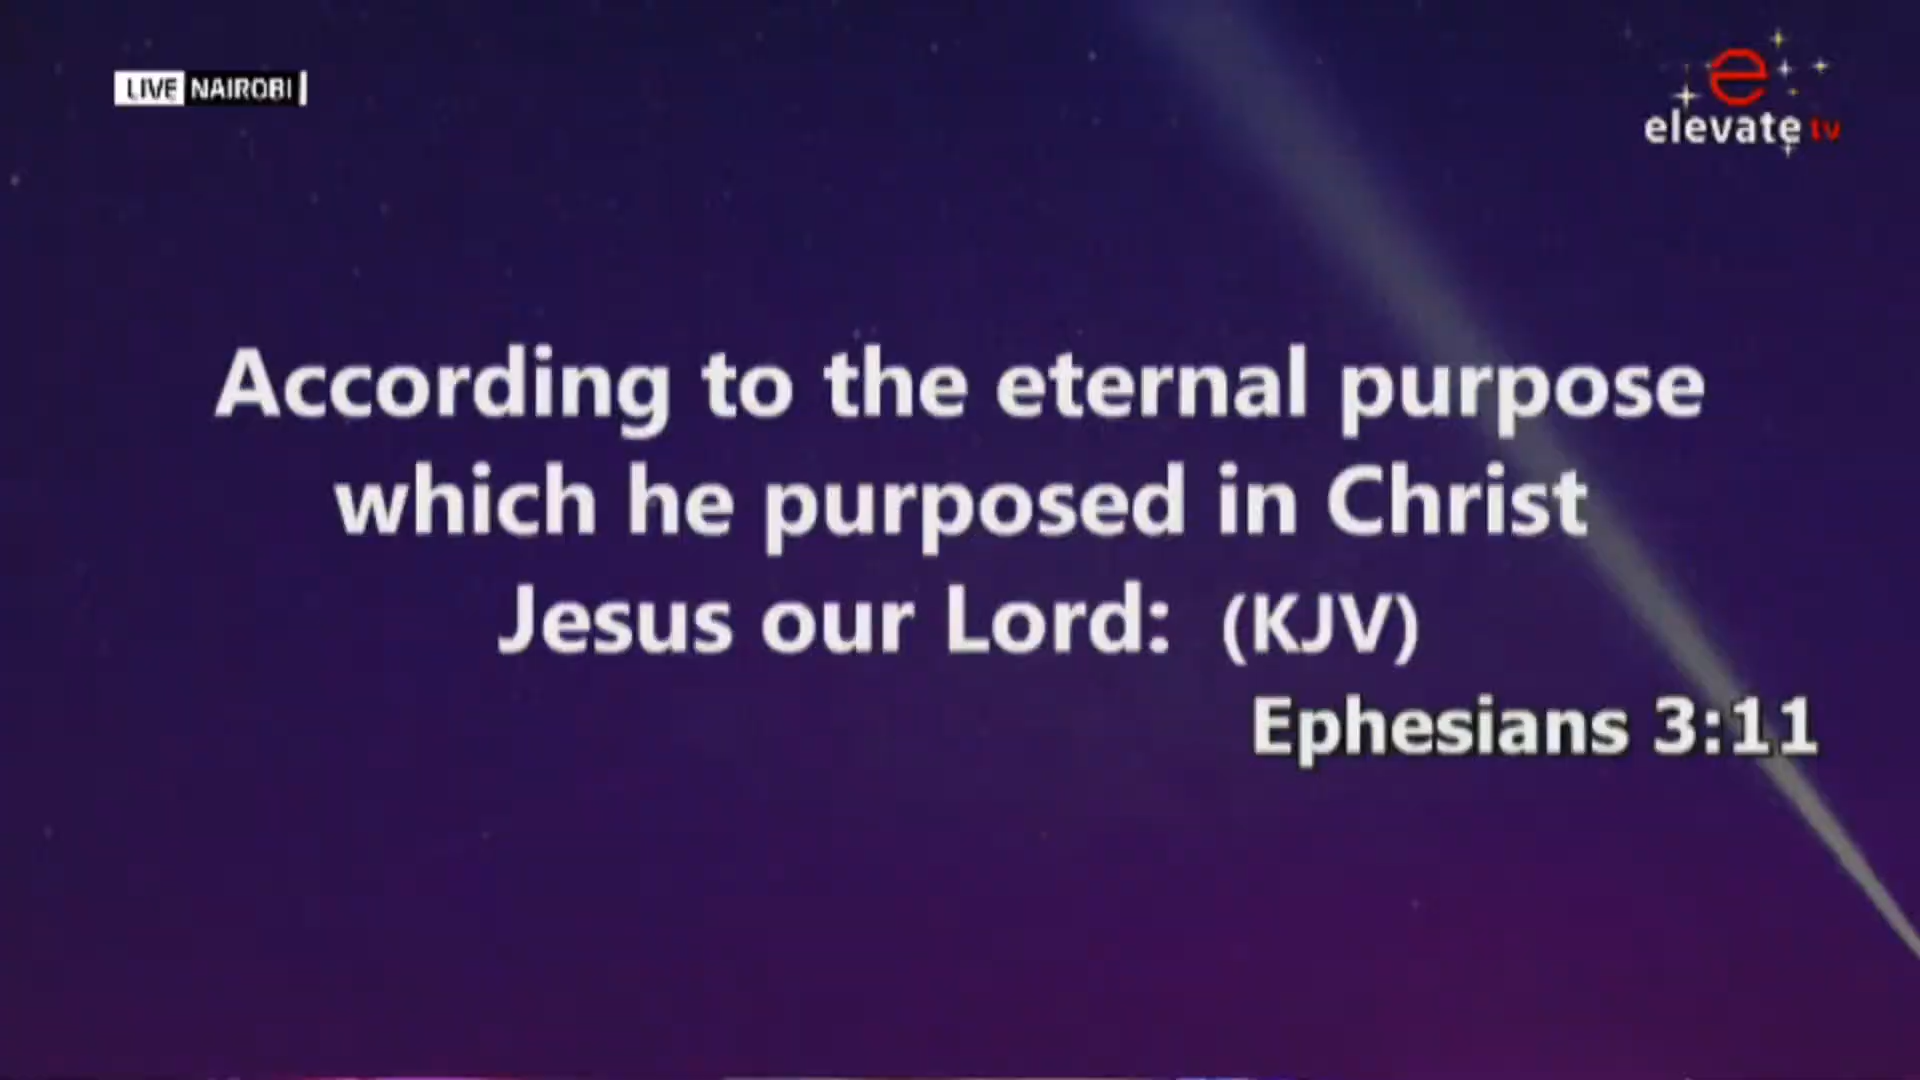 LIVE NAIROBI
e
elevate tv
According to the eternal purpose
which he purposed in Christ
Jesus our Lord: (KJV)
Ephesians 3:11